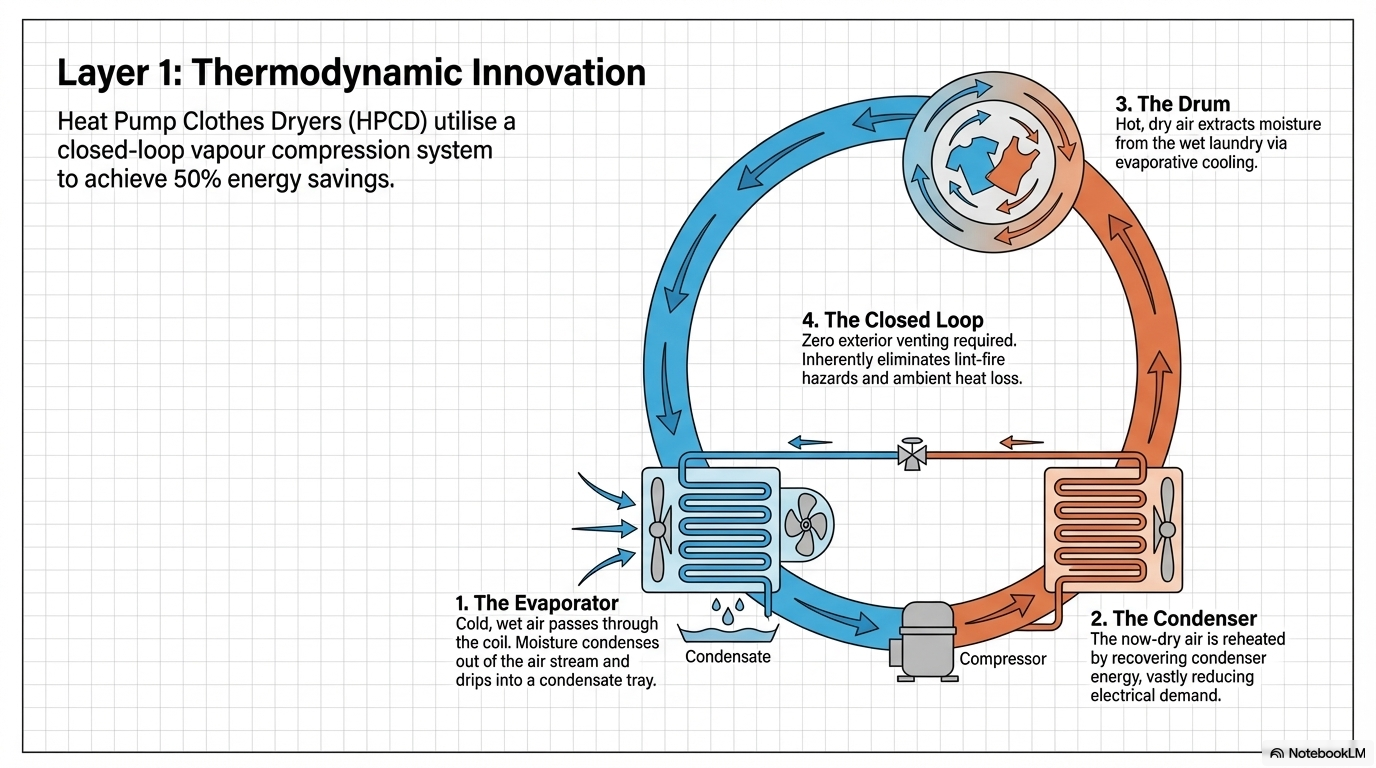 Layer 1: Thermodynamic Innovation
Heat Pump Clothes Dryers (HPCD) utilise a
closed-loop vapour compression system
to achieve 50% energy savings.
3. The Drum
Hot, dry air extracts moisture
from the wet laundry via
evaporative cooling.
4. The Closed Loop
Zero exterior venting required.
Inherently eliminates lint-fire
hazards and ambient heat loss.
1. The Evaporator
Cold, wet air passes through
the coil. Moisture condenses
out of the air stream and
drips into a condensate tray.
Condensate
Compressor
2. The Condenser
The now-dry air is reheated
by recovering condenser
energy, vastly reducing
electrical demand.
NotebookLM